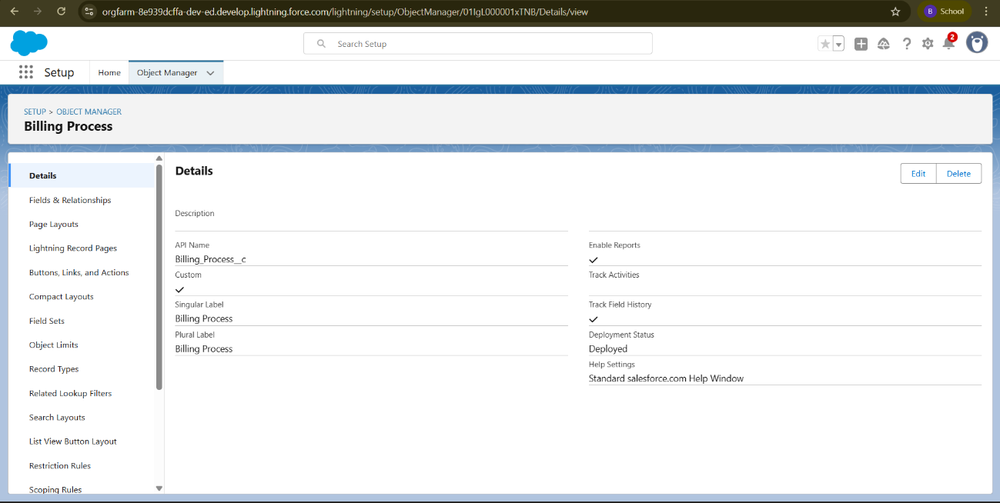 orgfarm-8e939dcffa-dev-ed.develop.lightning.force.com/lightning/setup/ObjectManager/01IgL000001xTNB/Details/view
B School
Search Setup
2
Setup Home Object Manager
SETUP > OBJECT MANAGER
Billing Process
Details
Fields & Relationships
Page Layouts
Lightning Record Pages
Buttons, Links, and Actions
Compact Layouts
Field Sets
Object Limits
Record Types
Related Lookup Filters
Search Layouts
List View Button Layout
Restriction Rules
Scoping Rules
Details
Edit Delete
Description
API Name
Billing_Process__c
Custom
Singular Label
Billing Process
Plural Label
Billing Process
Enable Reports
Track Activities
Track Field History
Deployment Status
Deployed
Help Settings
Standard salesforce.com Help Window